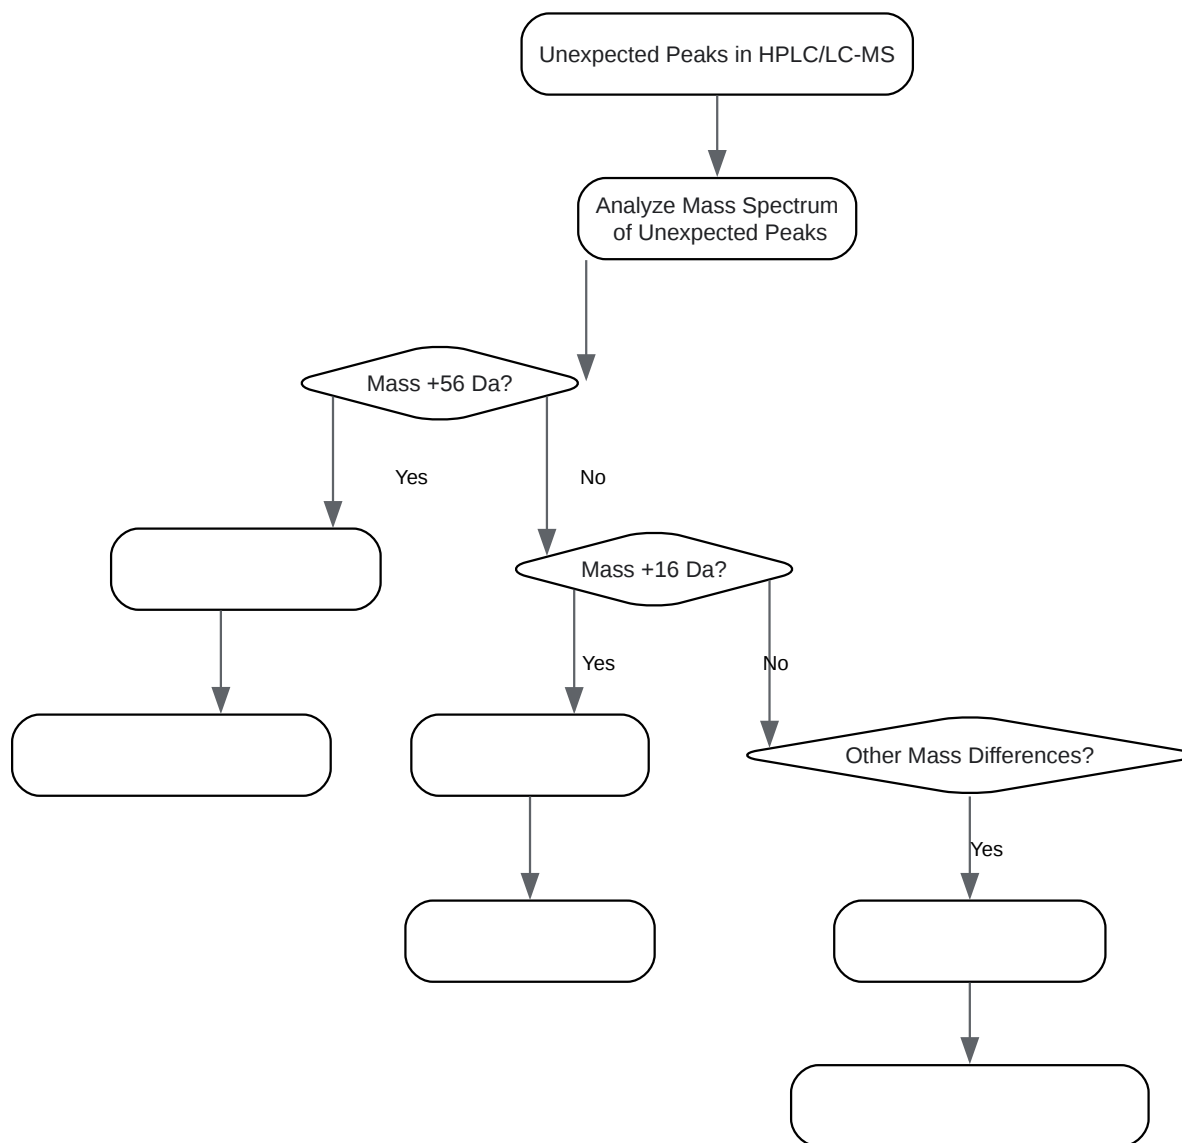 Unexpected Peaks in HPLC/LC-MS
Analyze Mass Spectrum
of Unexpected Peaks
Mass +56 Da?
Yes
No
Mass +16 Da?
Yes
No
Other Mass Differences?
Yes